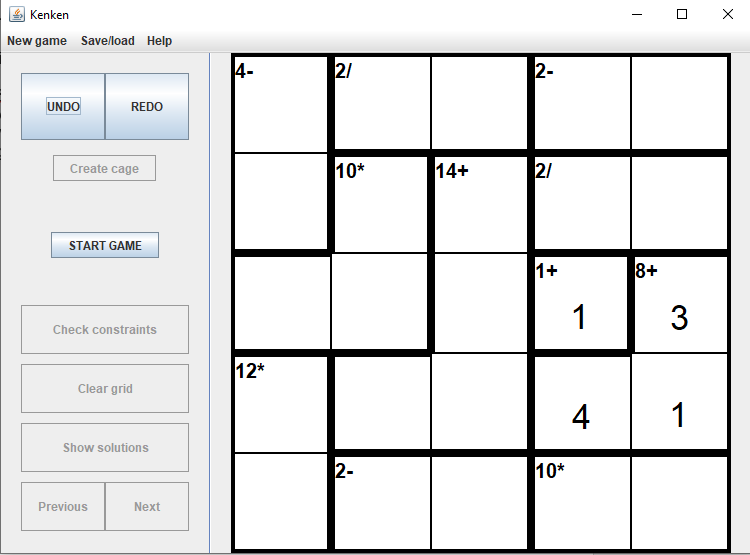 Kenken
New game Save/load Help
UNDO REDO
Create cage
START GAME
Check constraints
Clear grid
Show solutions
Previous Next
4- 2/ 2-
10* 14+ 2/
1+ 8+
1 3
12*
4 1
2- 10*